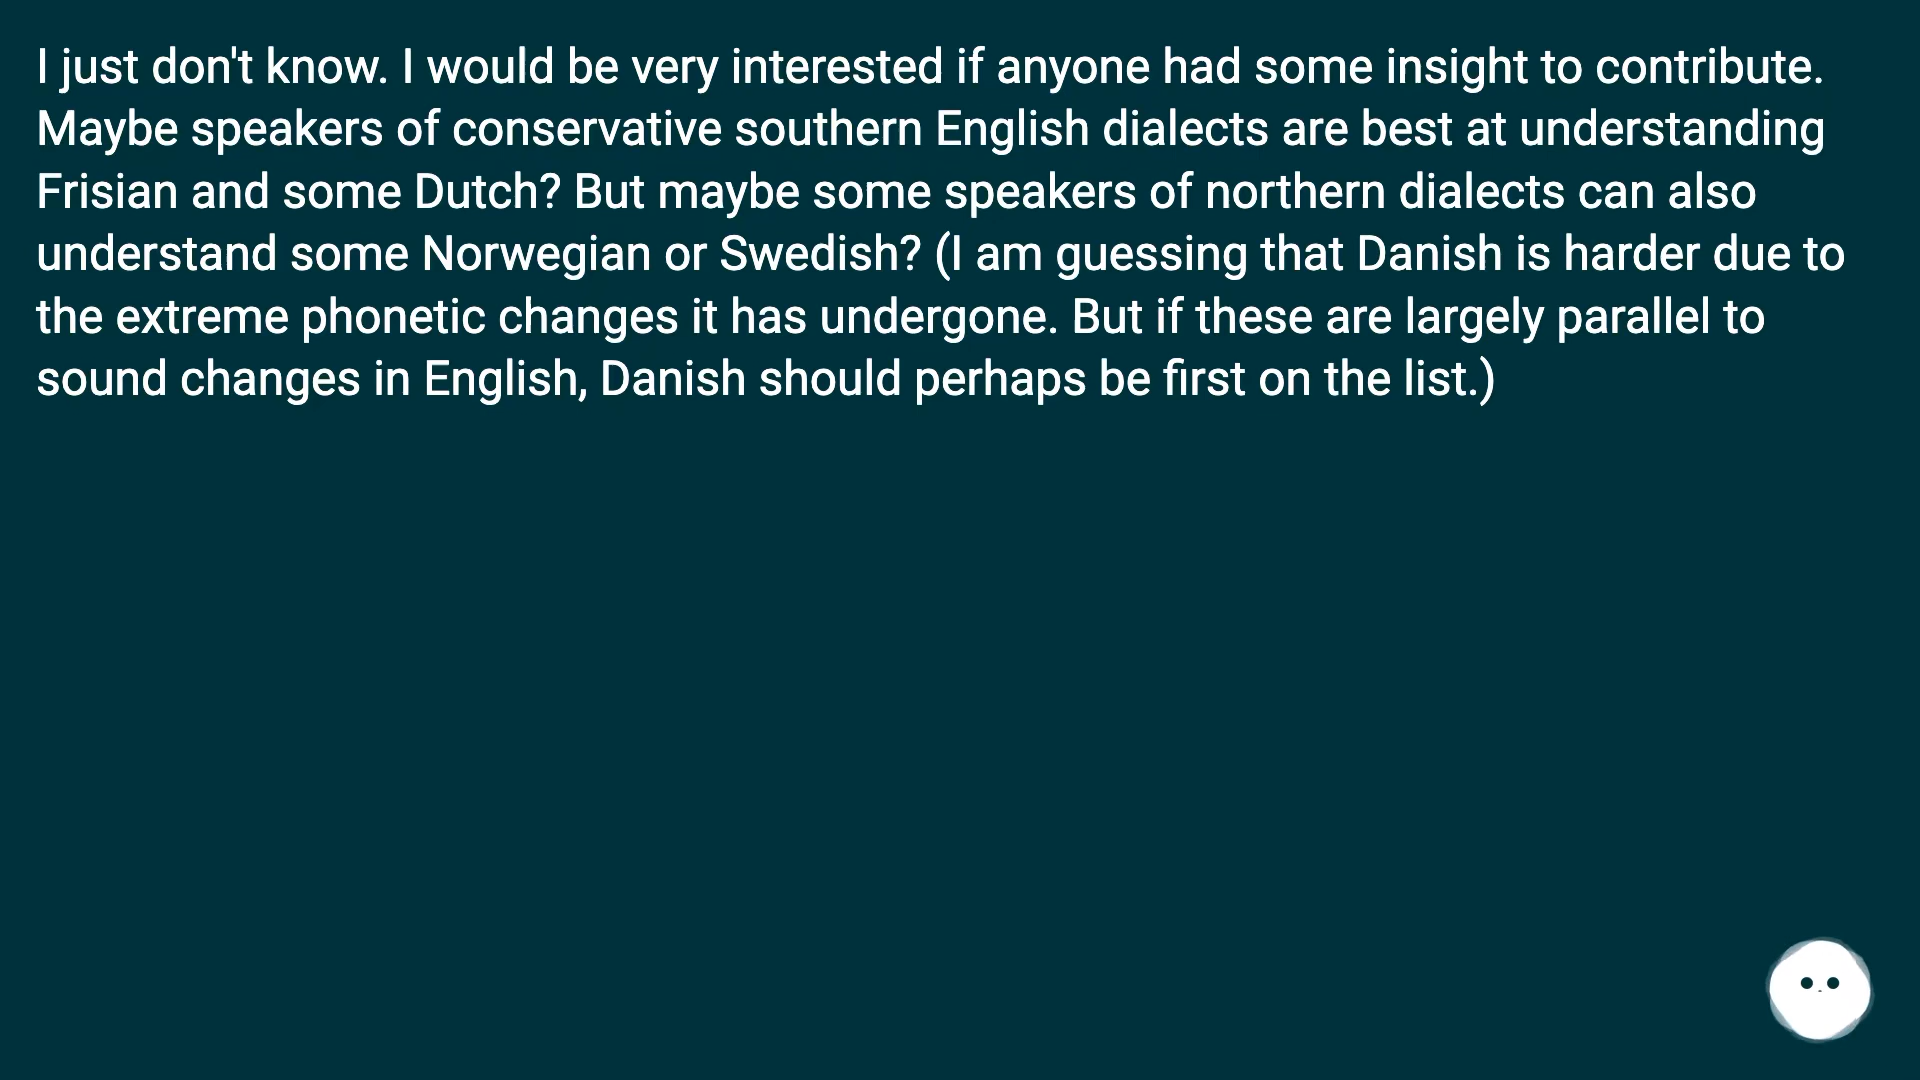 I just don't know. I would be very interested if anyone had some insight to contribute.
Maybe speakers of conservative southern English dialects are best at understanding
Frisian and some Dutch? But maybe some speakers of northern dialects can also
understand some Norwegian or Swedish? (I am guessing that Danish is harder due to
the extreme phonetic changes it has undergone. But if these are largely parallel to
sound changes in English, Danish should perhaps be first on the list.)